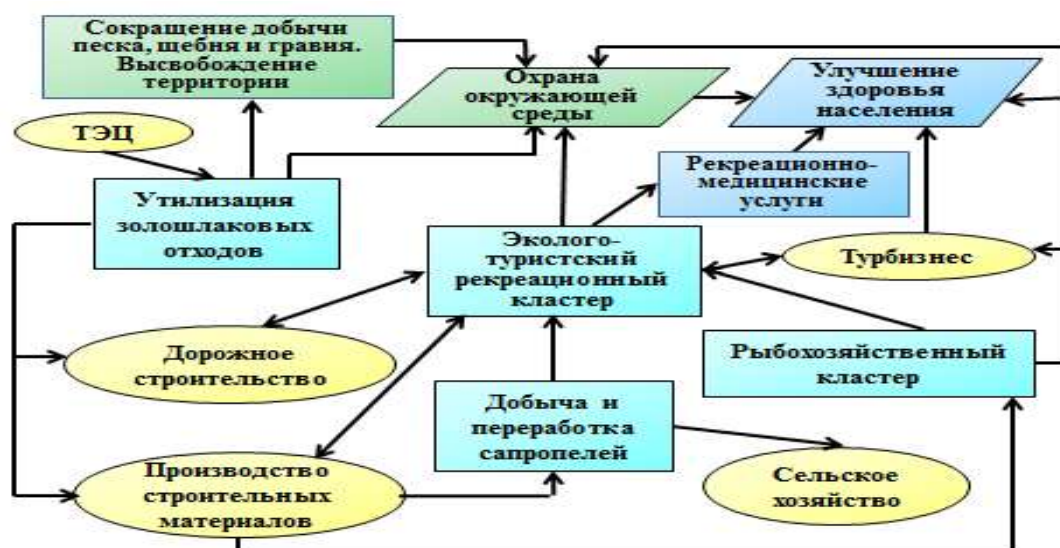 Сокращение добычи
песка, щебня и гравия.
Высвобождение
территории
Охрана
окружающей
среды
Улучшение
здоровья
населения
ТЭЦ
Рекреационно-
медицинские
услуги
Утилизация
золошлаковых
отходов
Эколого-
туристский
рекреационный
кластер
Турбизнес
Дорожное
строительство
Рыбохозяйственный
кластер
Добыча и
переработка
сапропелей
Производство
строительных
материалов
Сельское
хозяйство